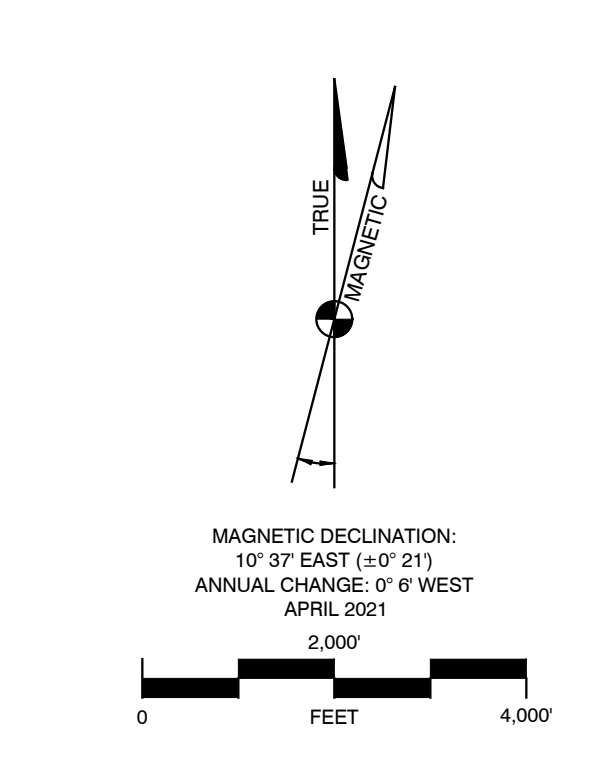 TRUE
MAGNETIC
MAGNETIC DECLINATION:
10° 37' EAST (±0° 21')
ANNUAL CHANGE: 0° 6' WEST
APRIL 2021
2,000'
0 FEET 4,000'